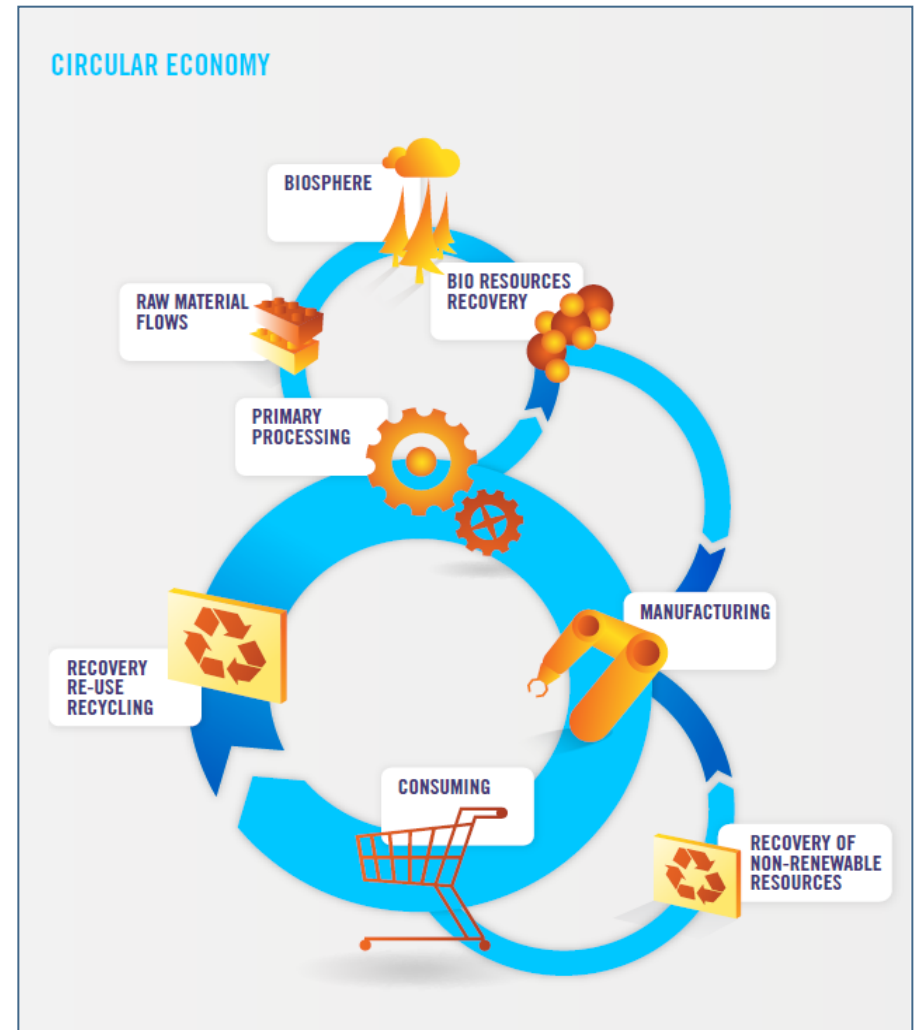 CIRCULAR ECONOMY
BIOSPHERE
BIO RESOURCES
RECOVERY
RAW MATERIAL
FLOWS
PRIMARY
PROCESSING
MANUFACTURING
RECOVERY
RE-USE
RECYCLING
CONSUMING
RECOVERY OF
NON-RENEWABLE
RESOURCES